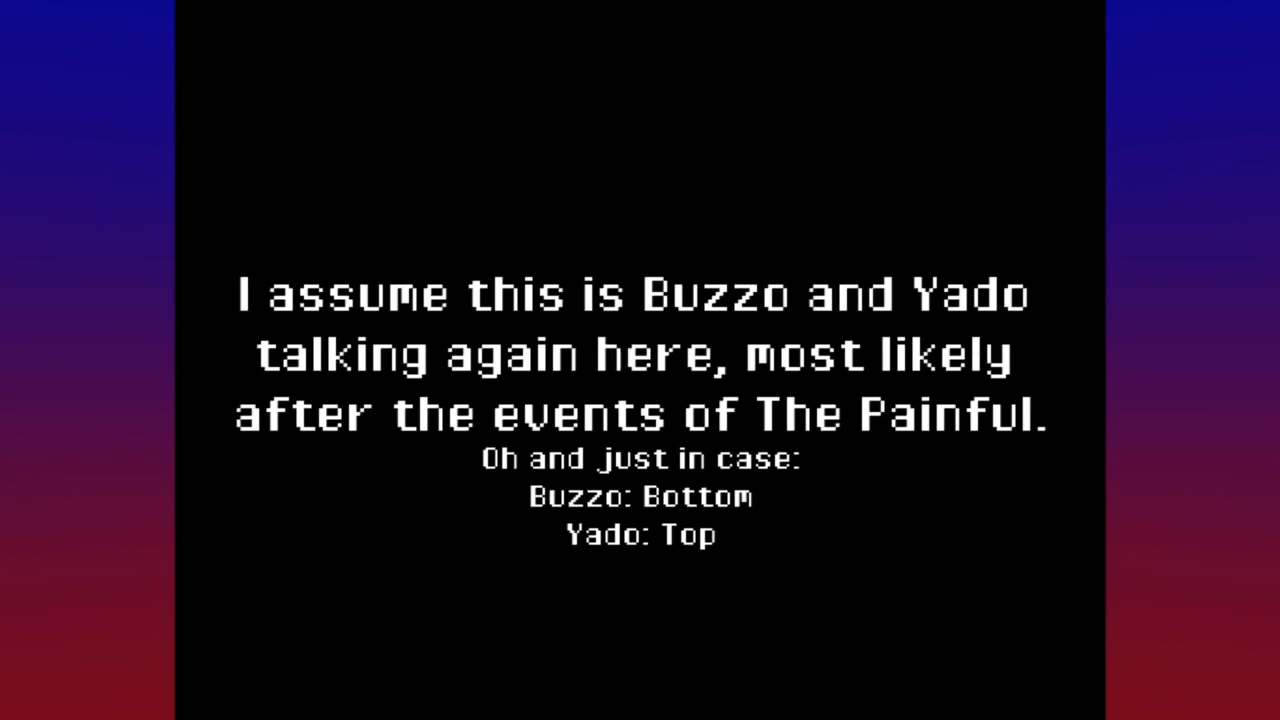 I assume this is Buzzo and Yado
talking again here, most likely
after the events of The Painful.
Oh and just in case:
Buzzo: Bottom
Yado: Top